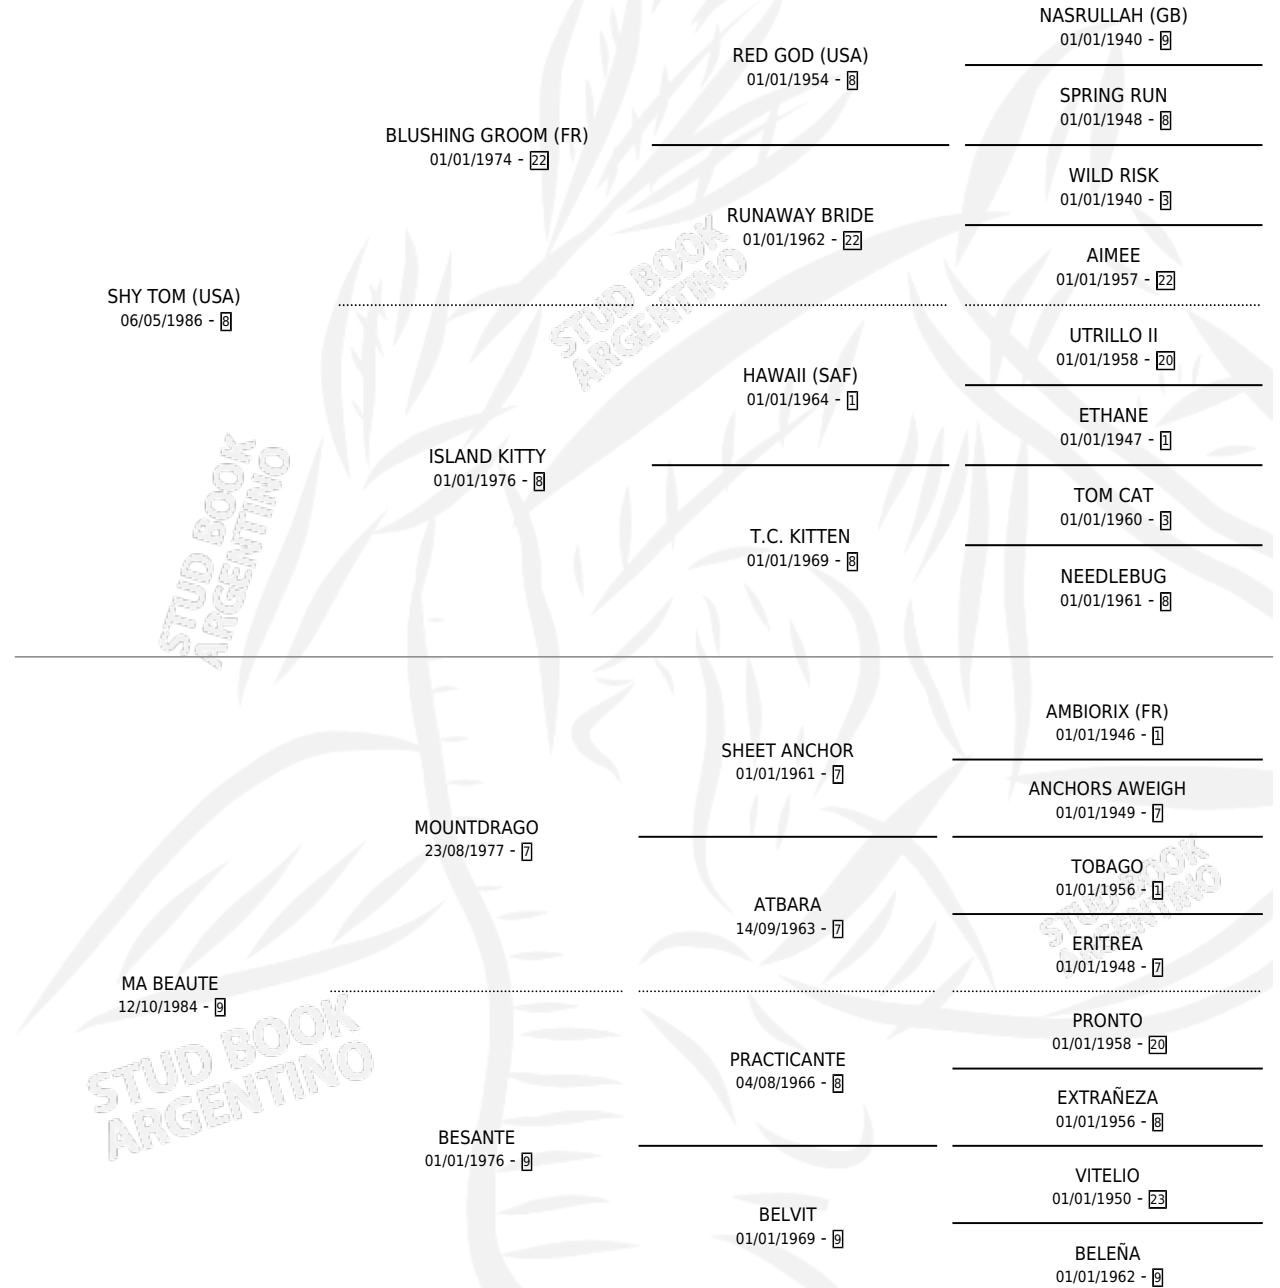 NASRULLAH (GB)
01/01/1940 - 9
RED GOD (USA)
01/01/1954 - 8
SPRING RUN
01/01/1948 - 8
BLUSHING GROOM (FR)
01/01/1974 - 22
WILD RISK
01/01/1940 - 3
RUNAWAY BRIDE
01/01/1962 - 22
AIMEE
01/01/1957 - 22
SHY TOM (USA)
06/05/1986 - 8
UTRILLO II
01/01/1958 - 20
HAWAII (SAF)
01/01/1964 - 1
ETHANE
01/01/1947 - 1
ISLAND KITTY
01/01/1976 - 8
TOM CAT
01/01/1960 - 3
T.C. KITTEN
01/01/1969 - 8
NEEDLEBUG
01/01/1961 - 8
STUD BOOK
ARGENTINO
STUD BOOK
ARGENTINO
AMBIORIX (FR)
01/01/1946 - 1
SHEET ANCHOR
01/01/1961 - 7
ANCHORS AWEIGH
01/01/1949 - 7
MOUNTDRAGO
23/08/1977 - 7
TOBAGO
01/01/1956 - 1
ATBARA
14/09/1963 - 7
ERITREA
01/01/1948 - 7
MA BEAUTE
12/10/1984 - 9
PRONTO
01/01/1958 - 20
PRACTICANTE
04/08/1966 - 8
EXTRAÑEZA
01/01/1956 - 8
BESANTE
01/01/1976 - 9
VITELIO
01/01/1950 - 23
BELVIT
01/01/1969 - 9
BELEÑA
01/01/1962 - 9
STUD BOOK
ARGENTINO
STUD BOOK
ARGENTINO